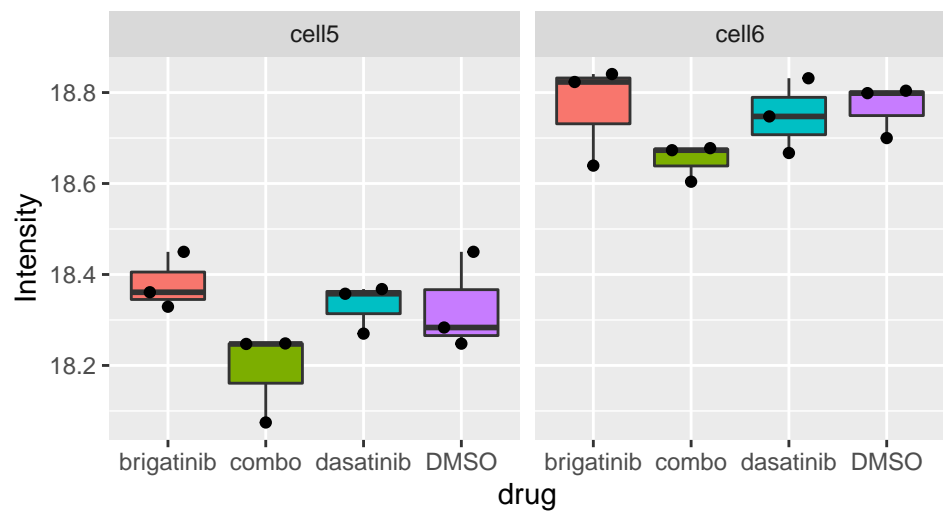 cell5 cell6
18.8
18.6
18.4
18.2
Intensity
brigatinib combo dasatinib DMSO brigatinib combo dasatinib DMSO
drug